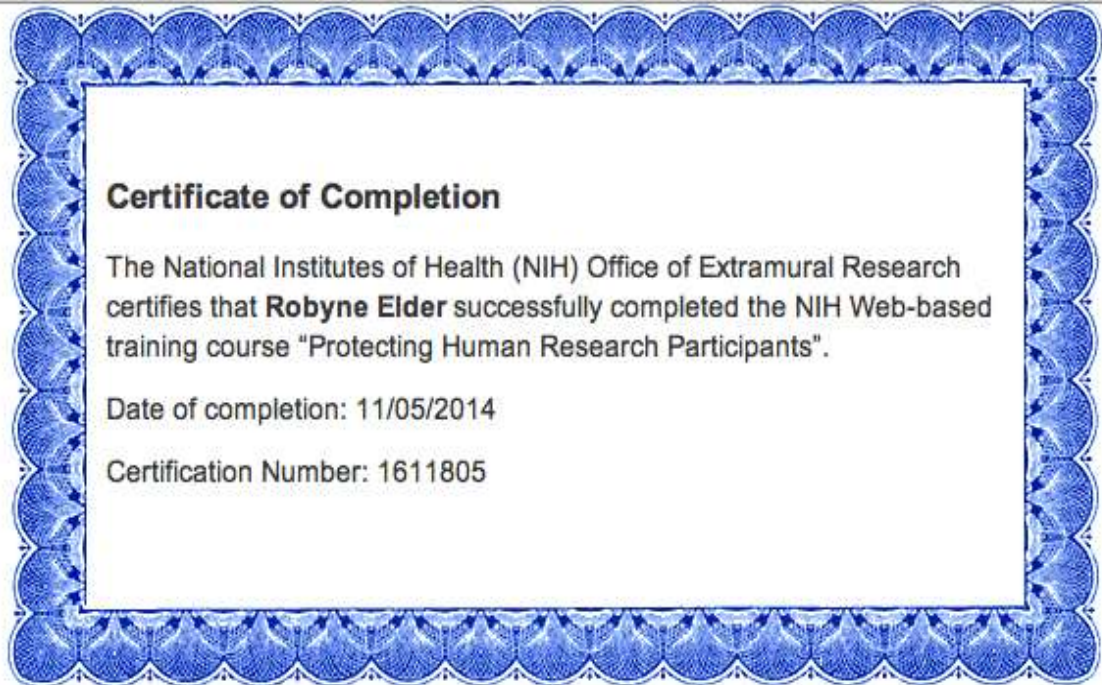 Certificate of Completion
The National Institutes of Health (NIH) Office of Extramural Research
certifies that Robyne Elder successfully completed the NIH Web-based
training course “Protecting Human Research Participants”.
Date of completion: 11/05/2014
Certification Number: 1611805